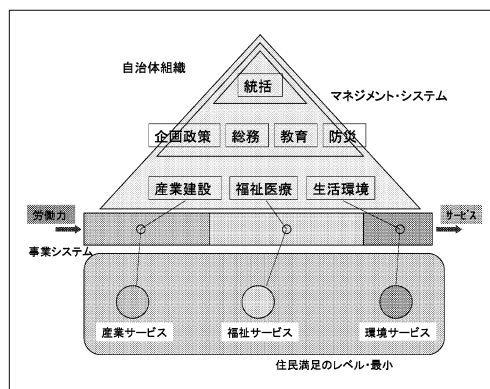 自治体組織
統括
マネジメント・システム
企画政策 総務 教育 防災
産業建設 福祉医療 生活環境
労働力 サービス
事業システム
産業サービス 福祉サービス 環境サービス
住民満足のレベル・最小